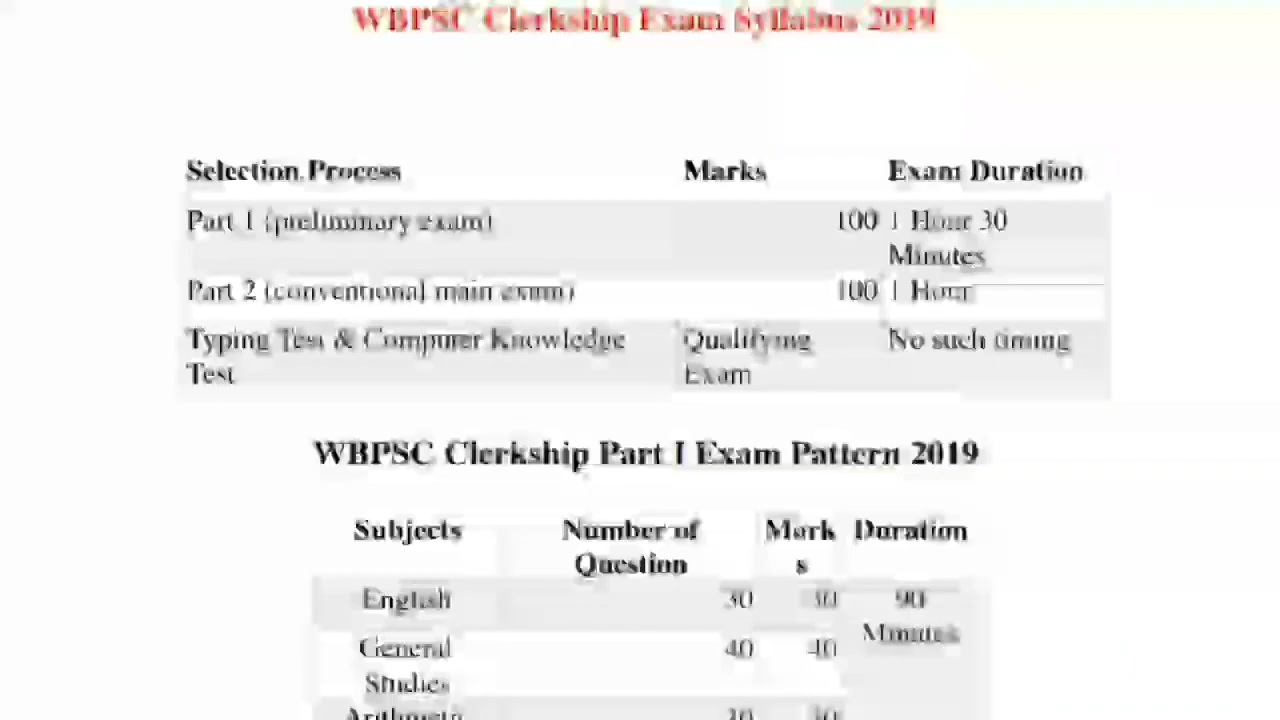 WBPSC Clerkship Exam Syllabus 2019
Selection Process Marks Exam Duration
Part 1 (preliminary exam) 100 1 Hour 30
Minutes
Part 2 (conventional main exam) 100 1 Hour
Typing Test & Computer Knowledge Qualifying No such timing
Test Exam
WBPSC Clerkship Part I Exam Pattern 2019
Subjects Number of Mark Duration
Question s
English 30 30 90
Minutes
General 40 40
Studies